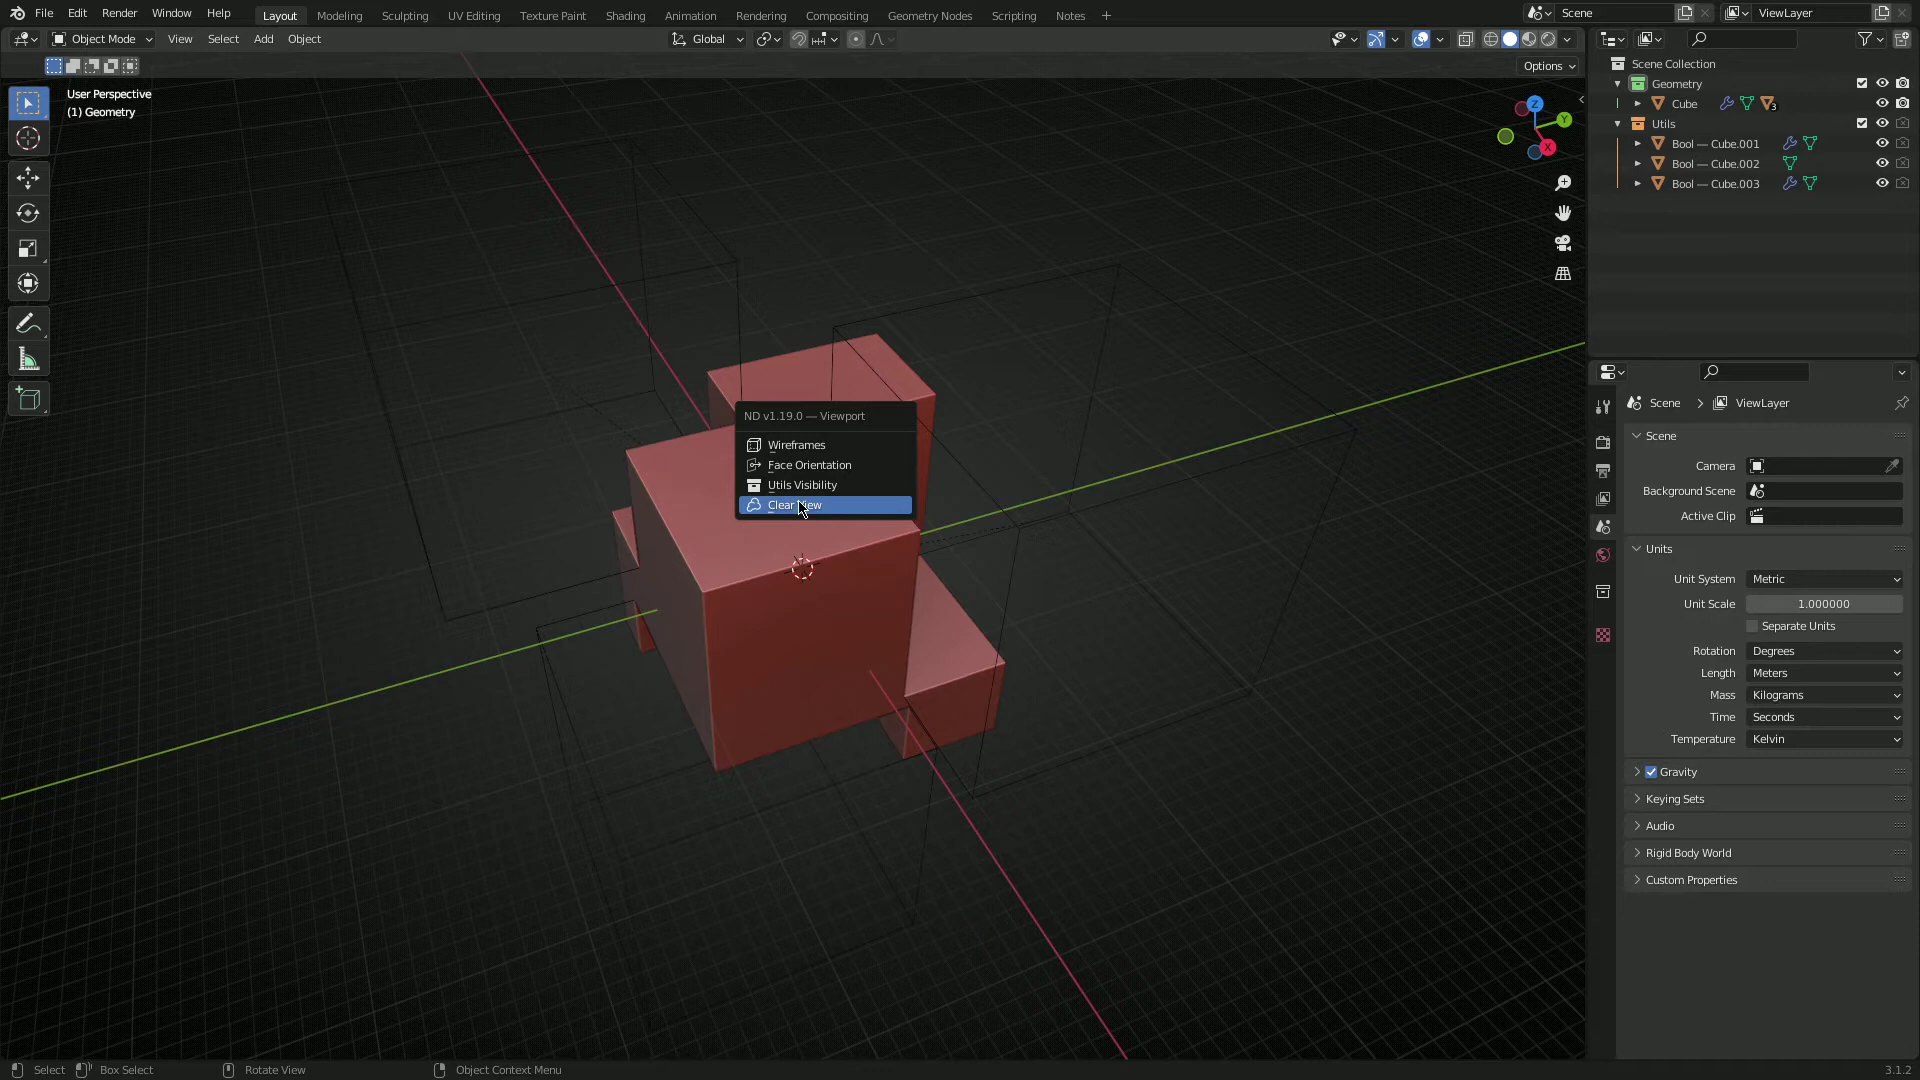 File Edit Render Window Help Layout Modeling Sculpting UV Editing Texture Paint Shading Animation Rendering Compositing Geometry Nodes Scripting Notes + Scene ViewLayer
Object Mode View Select Add Object Global
Options
User Perspective
(1) Geometry
Z
Y
X
ND v1.19.0 — Viewport
Wireframes
Face Orientation
Utils Visibility
Clear View
Scene Collection
Geometry
Cube 3
Utils
Bool — Cube.001
Bool — Cube.002
Bool — Cube.003
Scene > ViewLayer
Scene
Camera
Background Scene
Active Clip
Units
Unit System Metric
Unit Scale 1.000000
Separate Units
Rotation Degrees
Length Meters
Mass Kilograms
Time Seconds
Temperature Kelvin
Gravity
Keying Sets
Audio
Rigid Body World
Custom Properties
Select Box Select Rotate View Object Context Menu 3.1.2